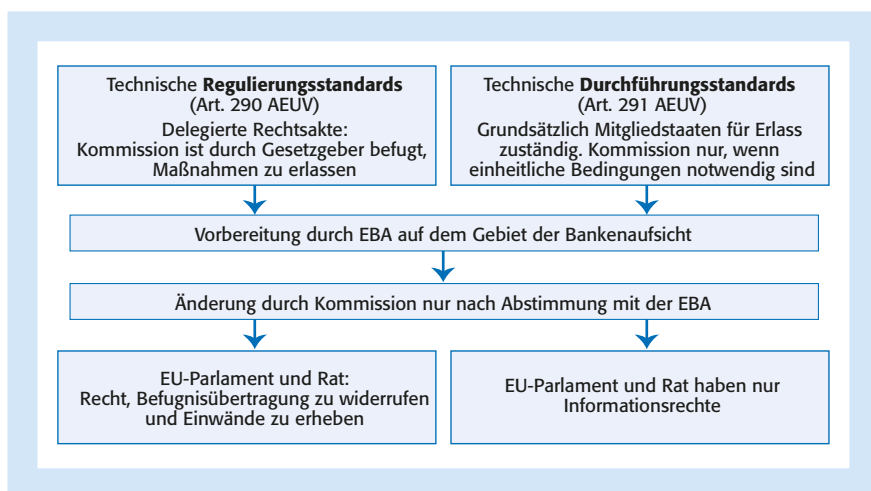 Technische Regulierungsstandards
(Art. 290 AEUV)
Delegierte Rechtsakte:
Kommission ist durch Gesetzgeber befugt,
Maßnahmen zu erlassen
Technische Durchführungsstandards
(Art. 291 AEUV)
Grundsätzlich Mitgliedstaaten für Erlass
zuständig. Kommission nur, wenn
einheitliche Bedingungen notwendig sind
Vorbereitung durch EBA auf dem Gebiet der Bankenaufsicht
Änderung durch Kommission nur nach Abstimmung mit der EBA
EU-Parlament und Rat:
Recht, Befugnisübertragung zu widerrufen
und Einwände zu erheben
EU-Parlament und Rat haben nur
Informationsrechte